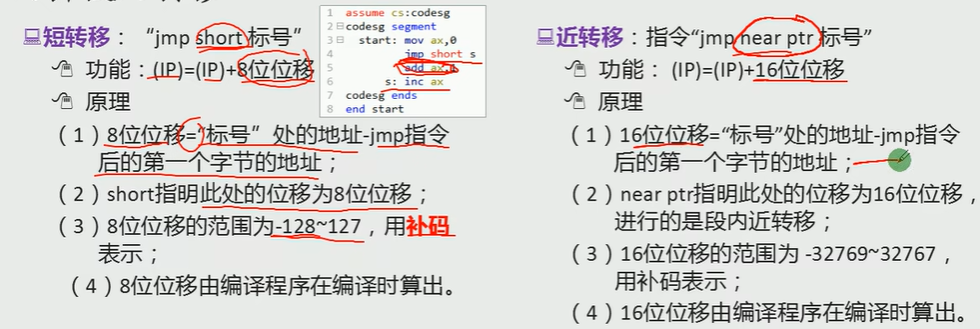 短转移：“jmp short 标号”
功能：(IP)=(IP)+8位位移
原理
（1）8位位移=“标号”处的地址-jmp指令
后的第一个字节的地址；
（2）short指明此处的位移为8位位移；
（3）8位位移的范围为-128~127，用补码
表示；
（4）8位位移由编译程序在编译时算出。
1 assume cs:codesg
2 codesg segment
3 start: mov ax,0
4 jmp short s
5 add ax,
6 s: inc ax
7 codesg ends
8 end start
近转移：指令“jmp near ptr 标号”
功能： (IP)=(IP)+16位位移
原理
（1）16位位移=“标号”处的地址-jmp指令
后的第一个字节的地址；
（2）near ptr指明此处的位移为16位位移，
进行的是段内近转移；
（3）16位位移的范围为 -32769~32767，
用补码表示；
（4）16位位移由编译程序在编译时算出。